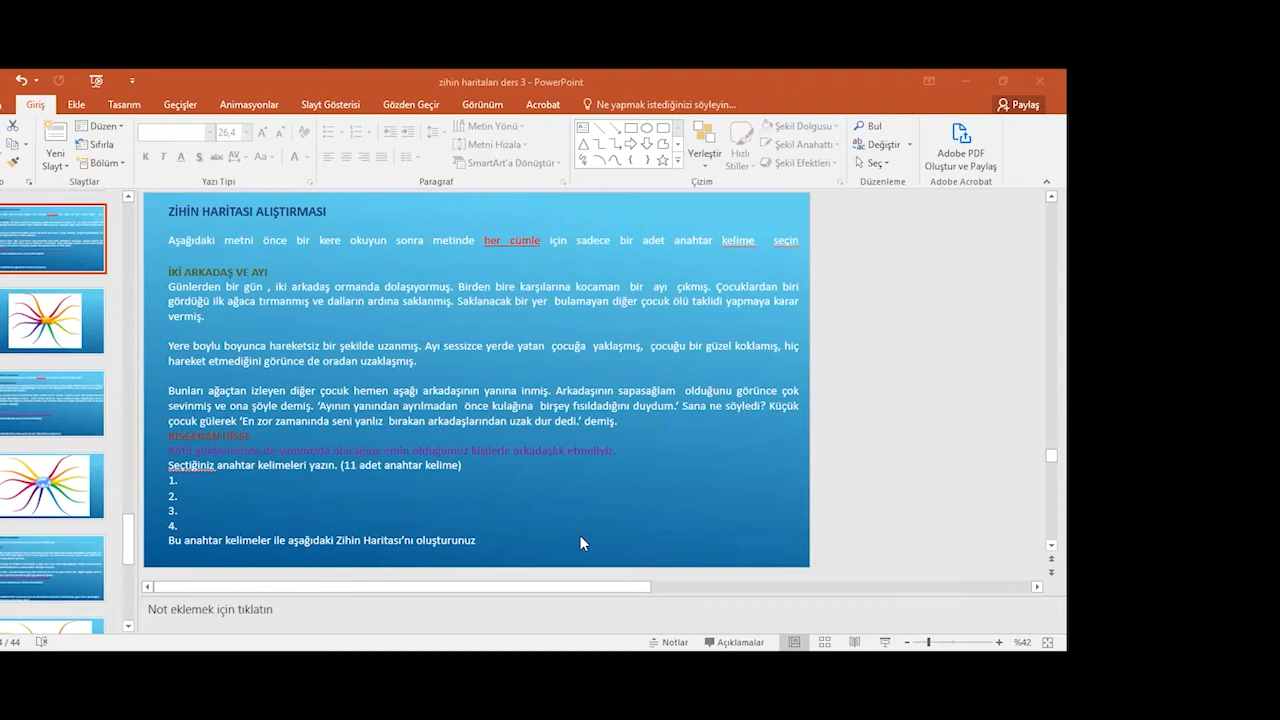 zihin haritaları ders 3 - PowerPoint
Giriş Ekle Tasarım Geçişler Animasyonlar Slayt Gösterisi Gözden Geçir Görünüm Acrobat Ne yapmak istediğinizi söyleyin... Paylaş
Yeni Slayt
Düzen
Sıfırla
Bölüm
Slaytlar
26,4
K T A S abc AV Aa A
Yazı Tipi
Metin Yönü
Metni Hizala
SmartArt'a Dönüştür
Paragraf
Yerleştir
Hızlı Stiller
Şekil Dolgusu
Şekil Anahattı
Şekil Efektleri
Çizim
Bul
Değiştir
Seç
Düzenleme
Adobe PDF
Oluştur ve Paylaş
Adobe Acrobat
ZİHİN HARİTASI ALIŞTIRMASI
Aşağıdaki metni önce bir kere okuyun sonra metinde her cümle için sadece bir adet anahtar kelime seçin
İKİ ARKADAŞ VE AYI
Günlerden bir gün , iki arkadaş ormanda dolaşıyormuş. Birden bire karşılarına kocaman bir ayı çıkmış. Çocuklardan biri
gördüğü ilk ağaca tırmanmış ve dalların ardına saklanmış. Saklanacak bir yer bulamayan diğer çocuk ölü taklidi yapmaya karar
vermiş.
Yere boylu boyunca hareketsiz bir şekilde uzanmış. Ayı sessizce yerde yatan çocuğa yaklaşmış, çocuğu bir güzel koklamış, hiç
hareket etmediğini görünce de oradan uzaklaşmış.
Bunları ağaçtan izleyen diğer çocuk hemen aşağı arkadaşının yanına inmiş. Arkadaşının sapasağlam olduğunu görünce çok
sevinmiş ve ona şöyle demiş. ‘Ayının yanından ayrılmadan önce kulağına birşey fısıldadığını duydum.’ Sana ne söyledi? Küçük
çocuk gülerek ‘En zor zamanında seni yanlız bırakan arkadaşlarından uzak dur dedi.’ demiş.
KISSADAN HİSSE
Kötü günlerimizde de yanımızda olacağına emin olduğumuz kişilerle arkadaşlık etmeliyiz.
Seçtiğiniz anahtar kelimeleri yazın. (11 adet anahtar kelime)
1.
2.
3.
4.
Bu anahtar kelimeler ile aşağıdaki Zihin Haritası’nı oluşturunuz
Not eklemek için tıklatın
/ 44
Notlar Açıklamalar %42